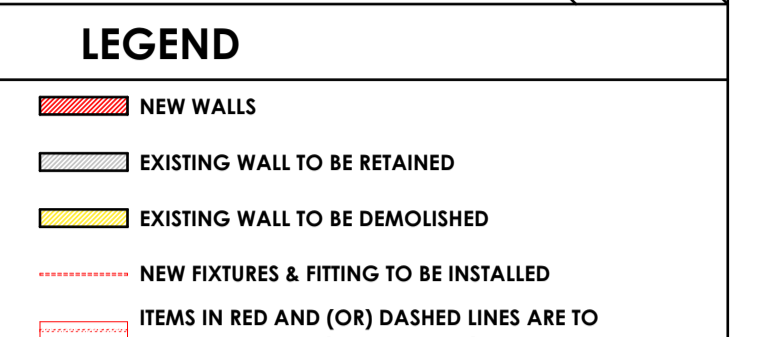 LEGEND
NEW WALLS
EXISTING WALL TO BE RETAINED
EXISTING WALL TO BE DEMOLISHED
NEW FIXTURES & FITTING TO BE INSTALLED
ITEMS IN RED AND (OR) DASHED LINES ARE TO